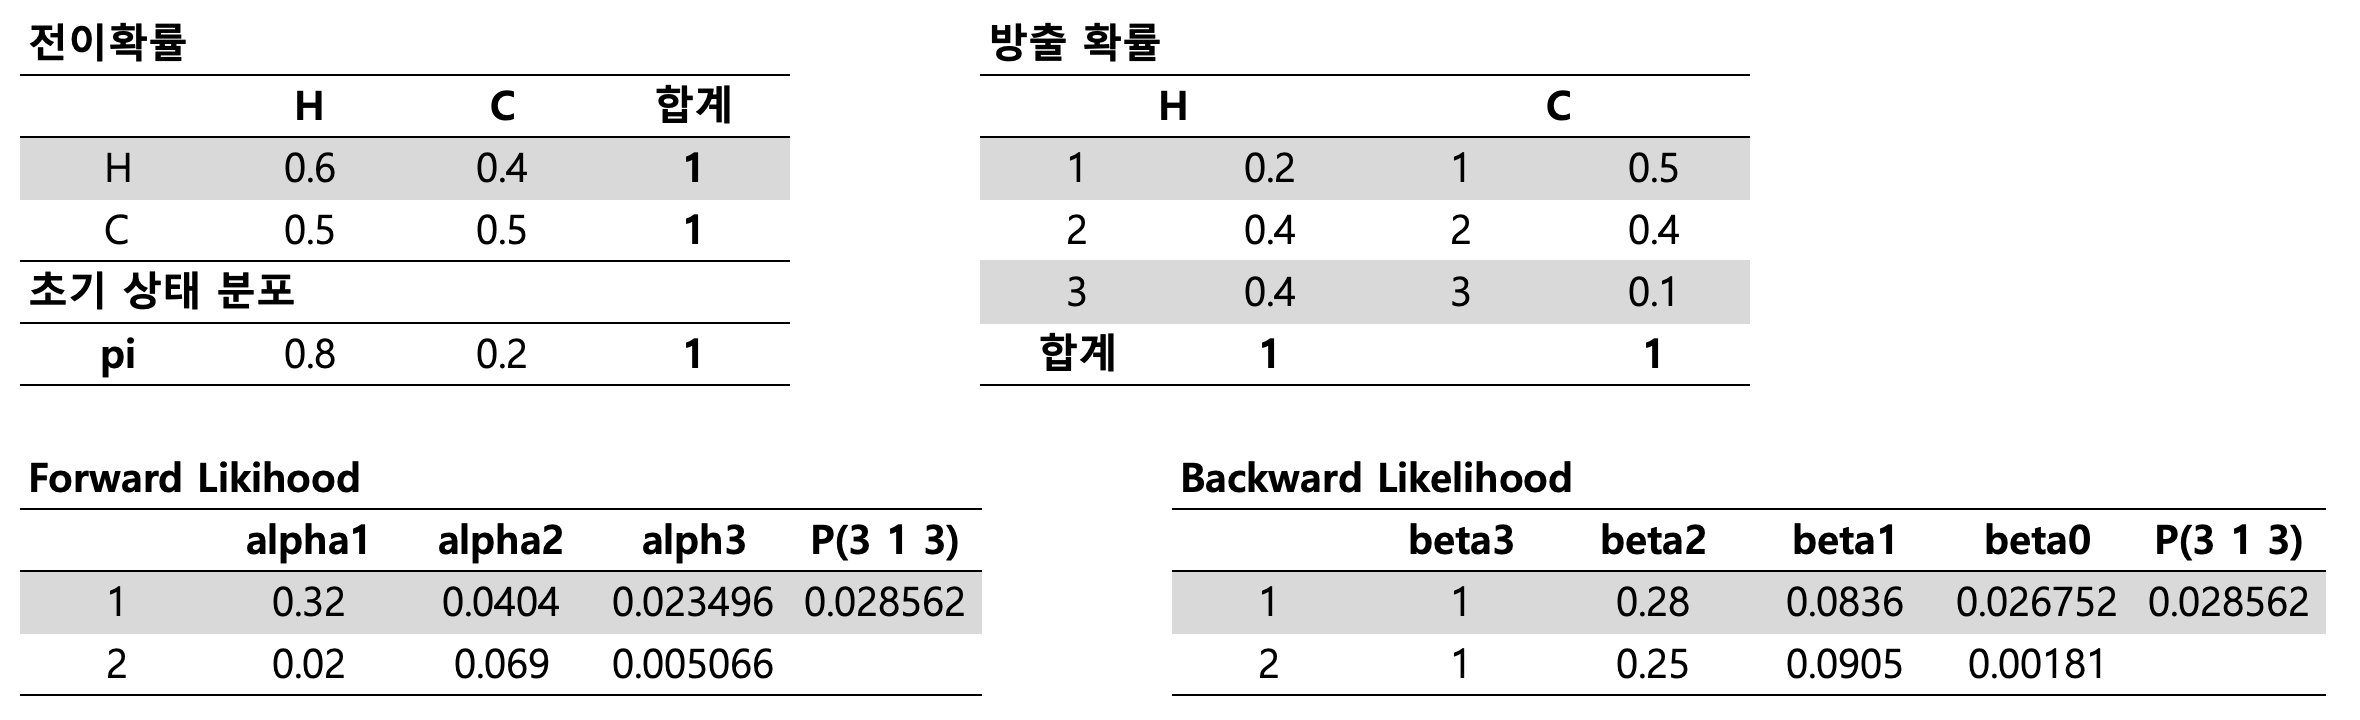 전이확률
H C 합계
H 0.6 0.4 1
C 0.5 0.5 1
초기 상태 분포
pi 0.8 0.2 1
방출 확률
H C
1 0.2 1 0.5
2 0.4 2 0.4
3 0.4 3 0.1
합계 1 1
Forward Likihood
alpha1 alpha2 alph3 P(3 1 3)
1 0.32 0.0404 0.023496 0.028562
2 0.02 0.069 0.005066
Backward Likelihood
beta3 beta2 beta1 beta0 P(3 1 3)
1 1 0.28 0.0836 0.026752 0.028562
2 1 0.25 0.0905 0.00181